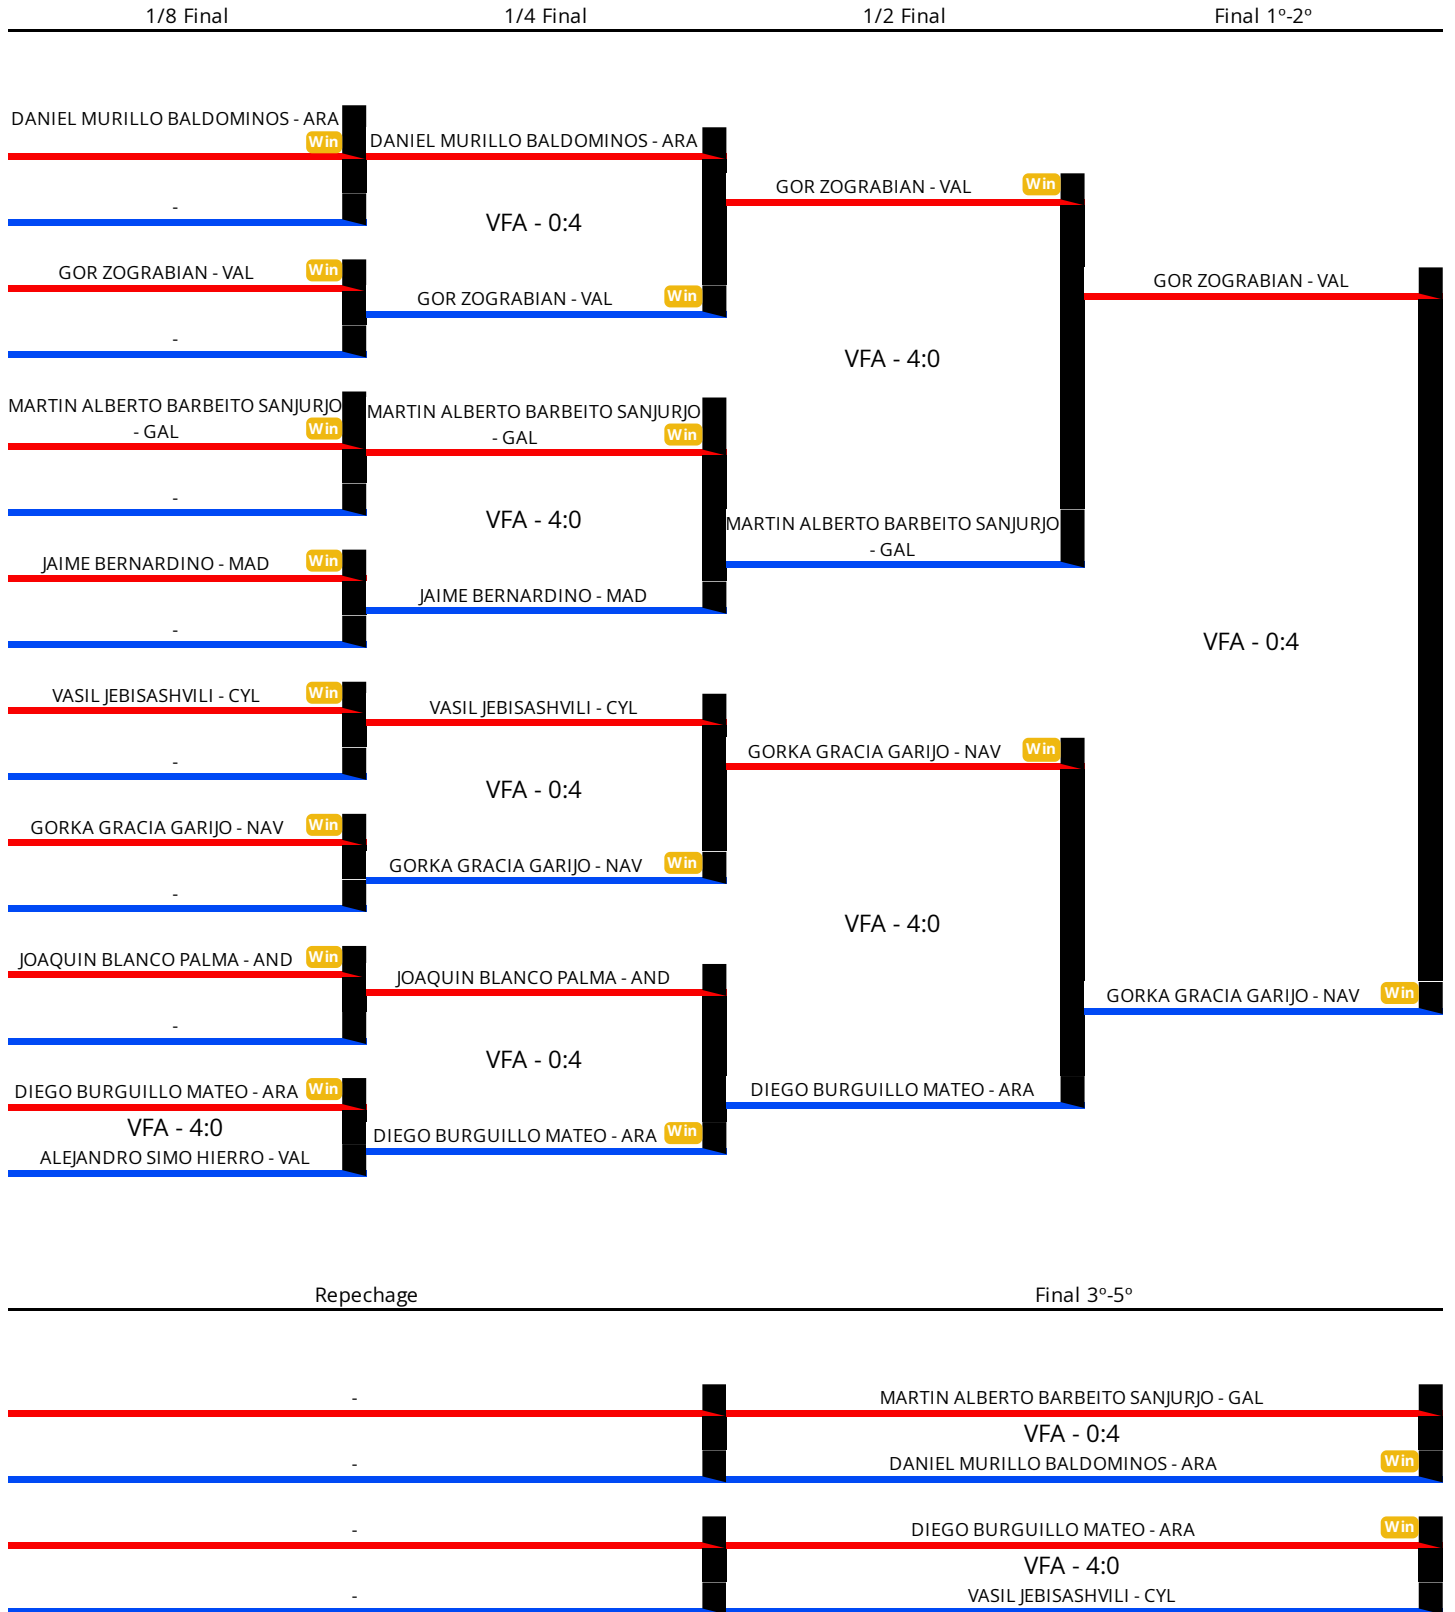 1/8 Final
1/4 Final
1/2 Final
Final 1º-2º
DANIEL MURILLO BALDOMINOS - ARA
Win
-
GOR ZOGRABIAN - VAL
Win
-
MARTIN ALBERTO BARBEITO SANJURJO
- GAL
Win
-
JAIME BERNARDINO - MAD
Win
-
VASIL JEBISASHVILI - CYL
Win
-
GORKA GRACIA GARIJO - NAV
Win
-
JOAQUIN BLANCO PALMA - AND
Win
-
DIEGO BURGUILLO MATEO - ARA
Win
VFA - 4:0
ALEJANDRO SIMO HIERRO - VAL
DANIEL MURILLO BALDOMINOS - ARA
VFA - 0:4
GOR ZOGRABIAN - VAL
Win
MARTIN ALBERTO BARBEITO SANJURJO
- GAL
Win
VFA - 4:0
JAIME BERNARDINO - MAD
VASIL JEBISASHVILI - CYL
VFA - 0:4
GORKA GRACIA GARIJO - NAV
Win
JOAQUIN BLANCO PALMA - AND
VFA - 0:4
DIEGO BURGUILLO MATEO - ARA
Win
GOR ZOGRABIAN - VAL
Win
VFA - 4:0
MARTIN ALBERTO BARBEITO SANJURJO
- GAL
GORKA GRACIA GARIJO - NAV
Win
VFA - 4:0
DIEGO BURGUILLO MATEO - ARA
GOR ZOGRABIAN - VAL
VFA - 0:4
GORKA GRACIA GARIJO - NAV
Win
Repechage
Final 3º-5º
-
-
-
-
MARTIN ALBERTO BARBEITO SANJURJO - GAL
VFA - 0:4
DANIEL MURILLO BALDOMINOS - ARA
Win
DIEGO BURGUILLO MATEO - ARA
Win
VFA - 4:0
VASIL JEBISASHVILI - CYL